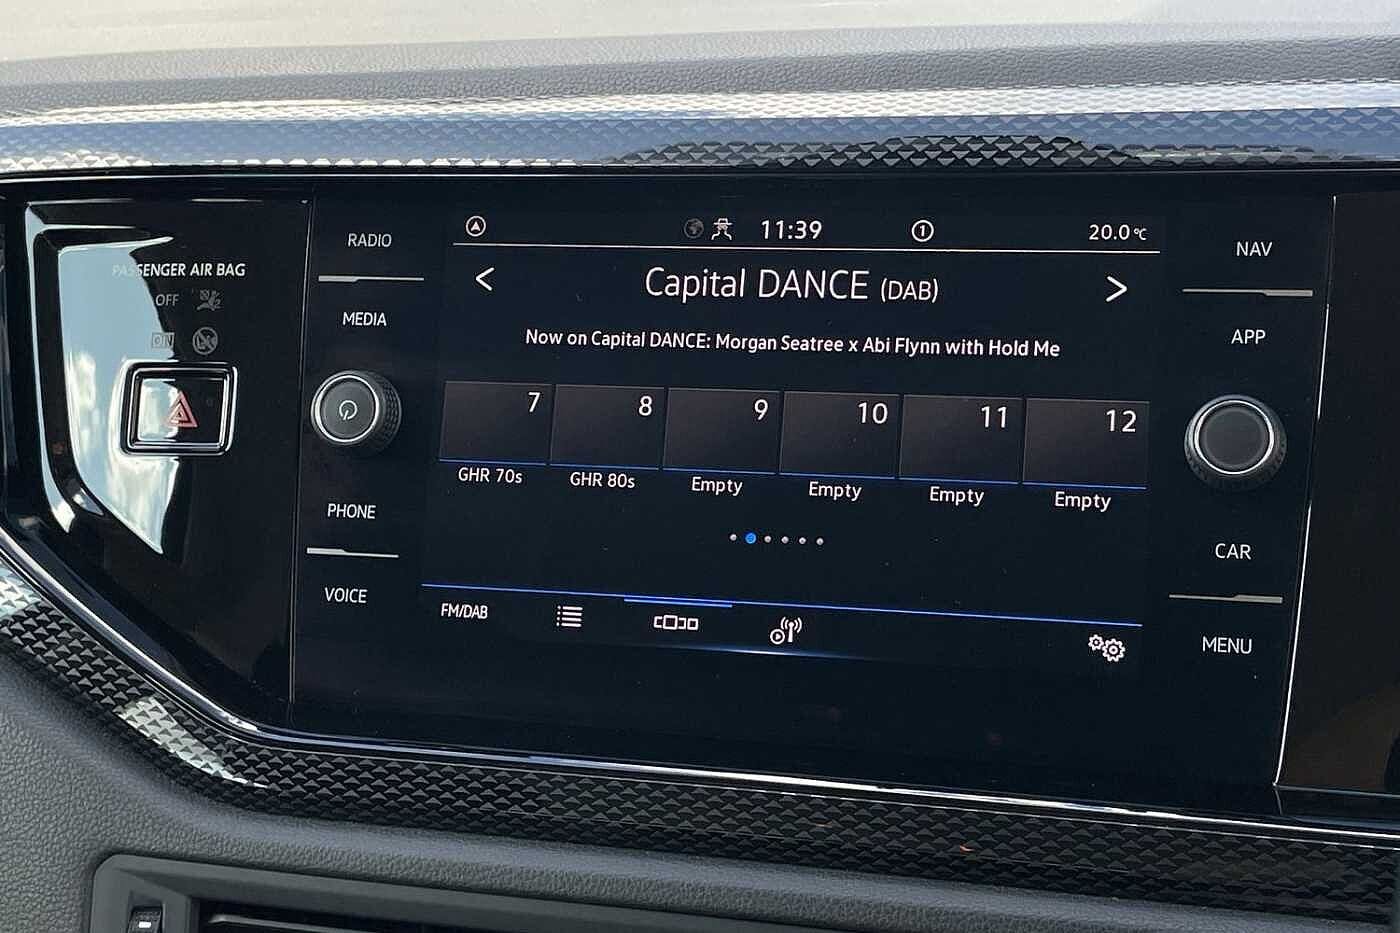 PASSENGER AIR BAG
OFF
ON
RADIO
MEDIA
PHONE
VOICE
11:39
1
20.0°C
< Capital DANCE (DAB) >
Now on Capital DANCE: Morgan Seatree x Abi Flynn with Hold Me
7 8 9 10 11 12
GHR 70s GHR 80s Empty Empty Empty Empty
FM/DAB
NAV
APP
CAR
MENU